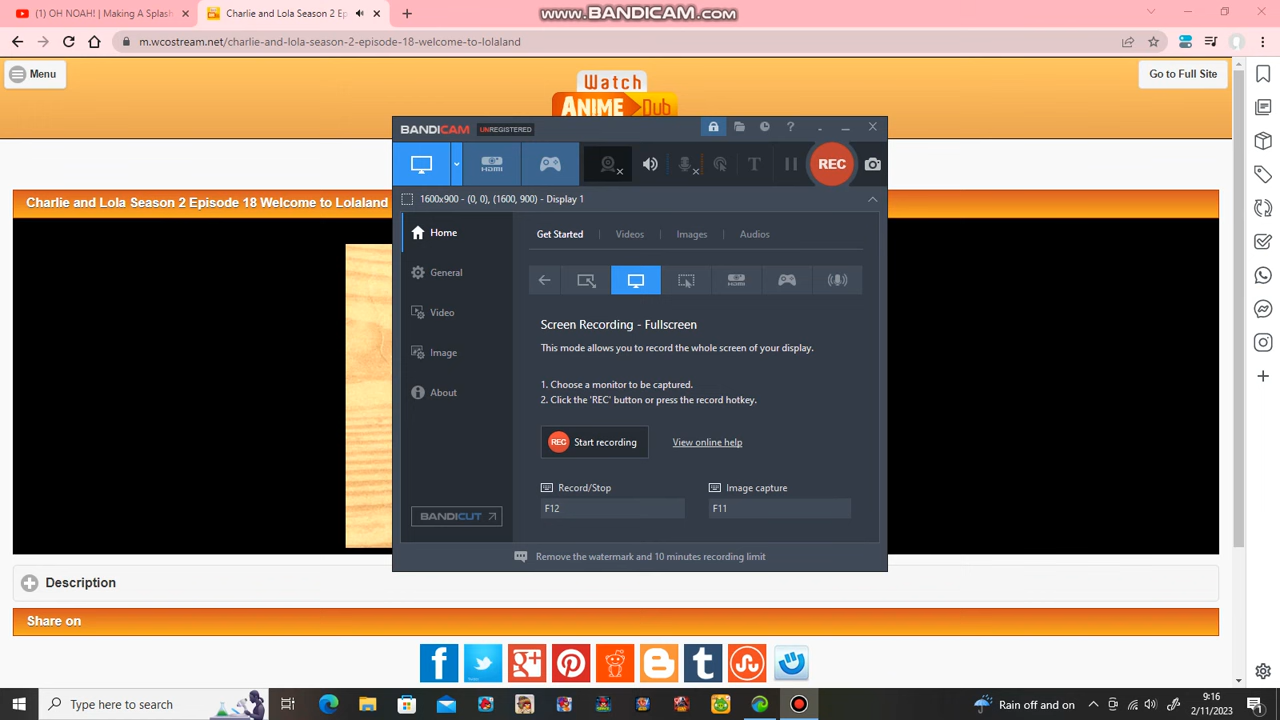 (1) OH NOAH! | Making A Splash
Charlie and Lola Season 2 Ep
www.BANDICAM.com
m.wcostream.net/charlie-and-lola-season-2-episode-18-welcome-to-lolaland
Menu
Watch
ANIME Dub
Go to Full Site
BANDICAM UNREGISTERED
HDMI
T
REC
1600x900 - (0, 0), (1600, 900) - Display 1
Charlie and Lola Season 2 Episode 18 Welcome to Lolaland
Home
Get Started
Videos
Images
Audios
General
HDMI
Video
Screen Recording - Fullscreen
This mode allows you to record the whole screen of your display.
Image
1. Choose a monitor to be captured.
2. Click the 'REC' button or press the record hotkey.
About
REC Start recording
View online help
Record/Stop
Image capture
F12
F11
BANDICUT
Remove the watermark and 10 minutes recording limit
Description
Share on
Type here to search
Rain off and on
9:16
2/11/2023